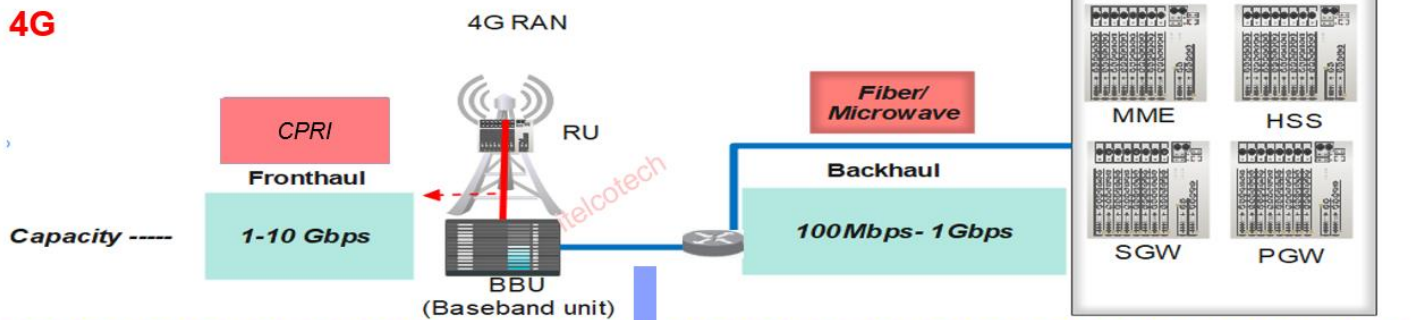 4G
4G RAN
CPRI
Fronthaul
Capacity -----
1-10 Gbps
RU
itelcotech
BBU
(Baseband unit)
Fiber/
Microwave
Backhaul
100Mbps- 1Gbps
MME
HSS
SGW
PGW